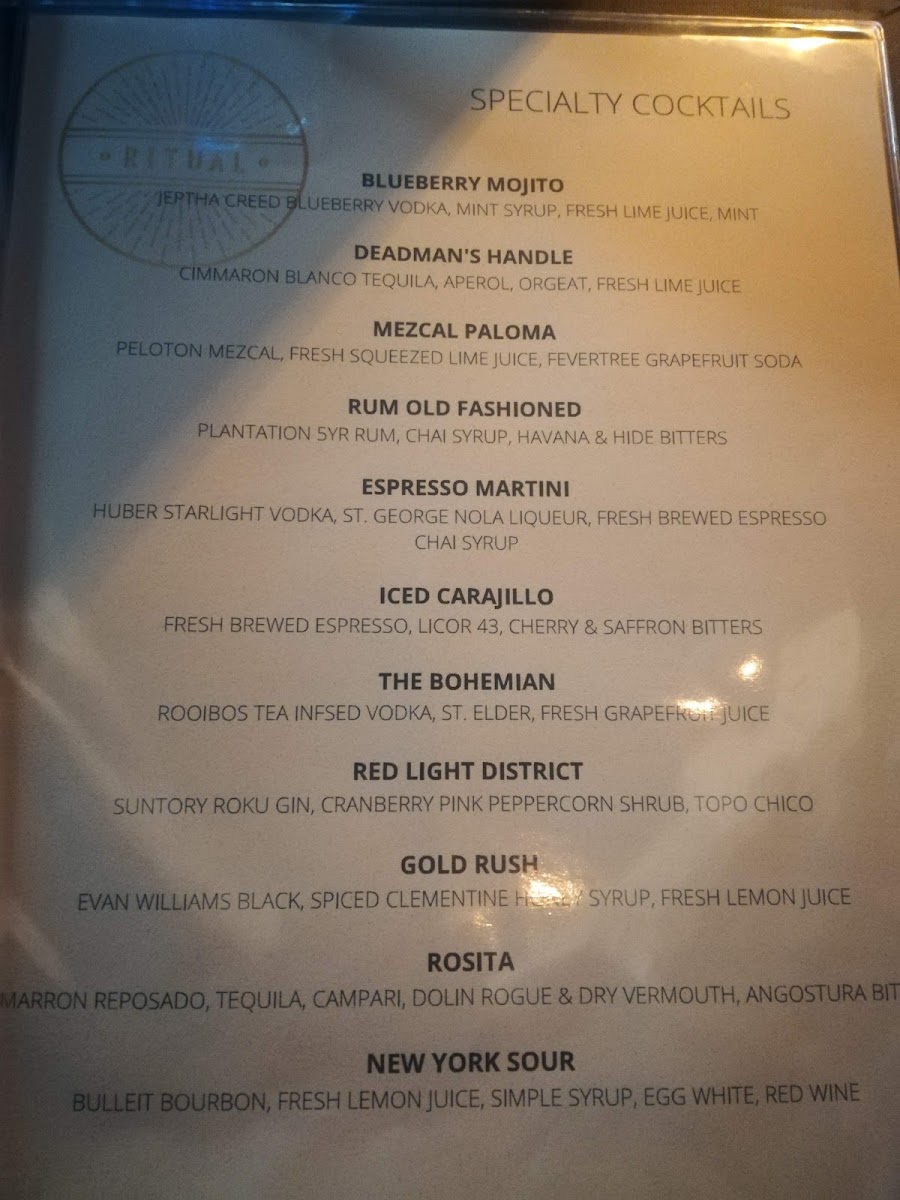 RITUAL
SPECIALTY COCKTAILS
BLUEBERRY MOJITO
JEPTHA CREED BLUEBERRY VODKA, MINT SYRUP, FRESH LIME JUICE, MINT
DEADMAN'S HANDLE
CIMMARON BLANCO TEQUILA, APEROL, ORGEAT, FRESH LIME JUICE
MEZCAL PALOMA
PELOTON MEZCAL, FRESH SQUEEZED LIME JUICE, FEVERTREE GRAPEFRUIT SODA
RUM OLD FASHIONED
PLANTATION 5YR RUM, CHAI SYRUP, HAVANA & HIDE BITTERS
ESPRESSO MARTINI
HUBER STARLIGHT VODKA, ST. GEORGE NOLA LIQUEUR, FRESH BREWED ESPRESSO
CHAI SYRUP
ICED CARAJILLO
FRESH BREWED ESPRESSO, LICOR 43, CHERRY & SAFFRON BITTERS
THE BOHEMIAN
ROOIBOS TEA INFSED VODKA, ST. ELDER, FRESH GRAPEFRUIT JUICE
RED LIGHT DISTRICT
SUNTORY ROKU GIN, CRANBERRY PINK PEPPERCORN SHRUB, TOPO CHICO
GOLD RUSH
EVAN WILLIAMS BLACK, SPICED CLEMENTINE HONEY SYRUP, FRESH LEMON JUICE
ROSITA
MARRON REPOSADO, TEQUILA, CAMPARI, DOLIN ROGUE & DRY VERMOUTH, ANGOSTURA BIT
NEW YORK SOUR
BULLEIT BOURBON, FRESH LEMON JUICE, SIMPLE SYRUP, EGG WHITE, RED WINE